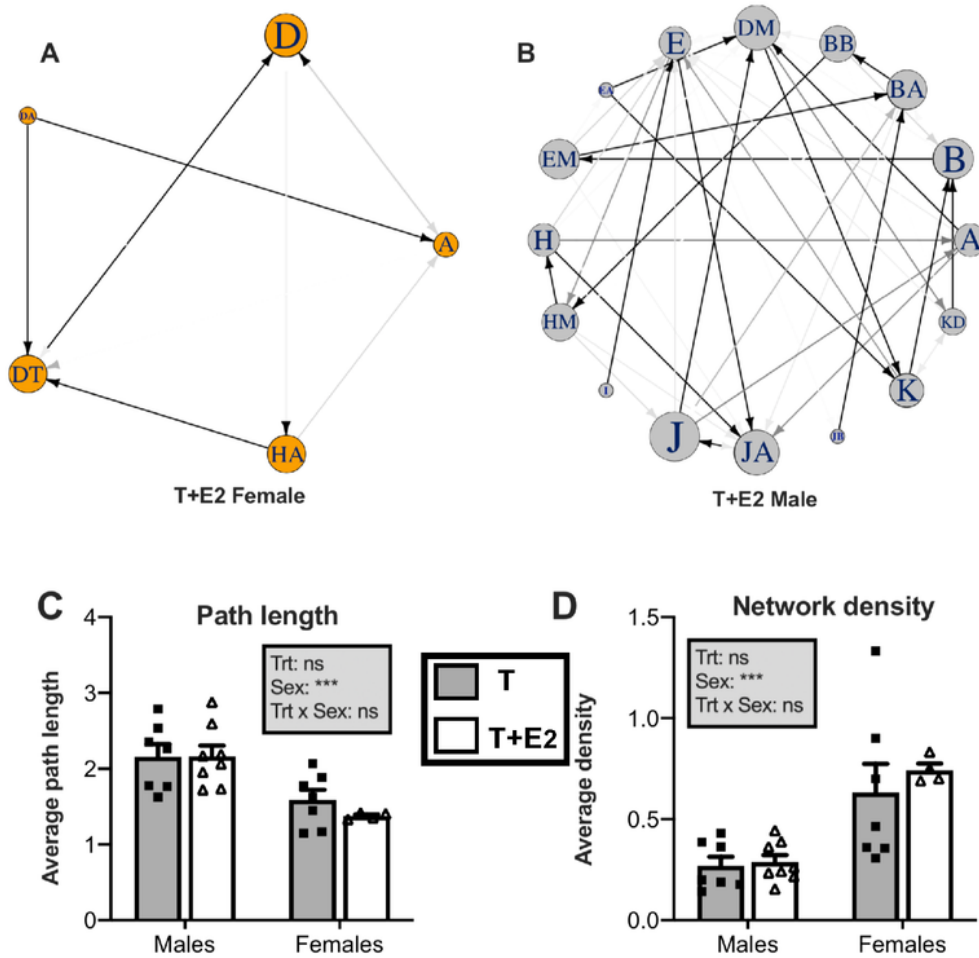 A
D
DA
A
DT
HA
T+E2 Female
B
DM
E
BB
EA
BA
EM
B
H
A
HM
KD
I
K
J
JA
JB
T+E2 Male
C
Path length
Average path length
4
3
2
1
0
Trt: ns
Sex: ***
Trt x Sex: ns
Males
Females
T
T+E2
D
Network density
Average density
1.5
1.0
0.5
0.0
Trt: ns
Sex: ***
Trt x Sex: ns
Males
Females